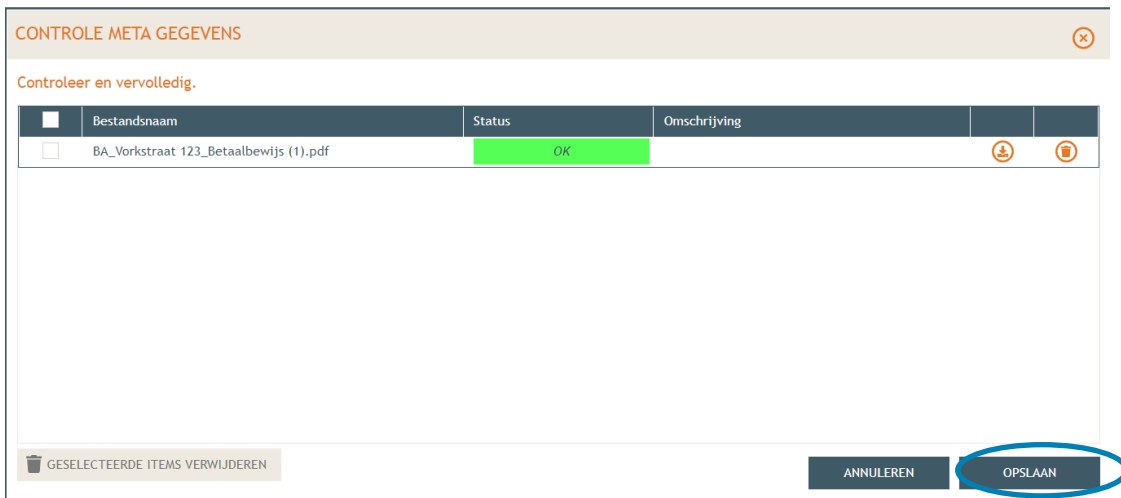 CONTROLE META GEGEVENS
Controleer en vervolledig.
Bestandsnaam Status Omschrijving
BA_Vorkstraat 123_Betaalbewijs (1).pdf OK
GESELECTEERDE ITEMS VERWIJDEREN
ANNULEREN OPSLAAN